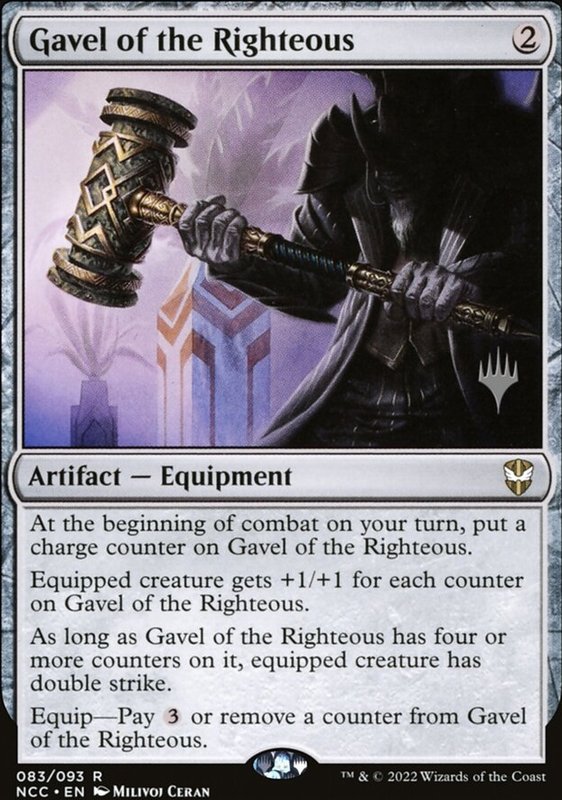 Gavel of the Righteous 2
Artifact — Equipment
At the beginning of combat on your turn, put a
charge counter on Gavel of the Righteous.
Equipped creature gets +1/+1 for each counter
on Gavel of the Righteous.
As long as Gavel of the Righteous has four or
more counters on it, equipped creature has
double strike.
Equip—Pay 3 or remove a counter from Gavel
of the Righteous.
083/093 R
NCC • EN Milivoj Ceran
™ & © 2022 Wizards of the Coast